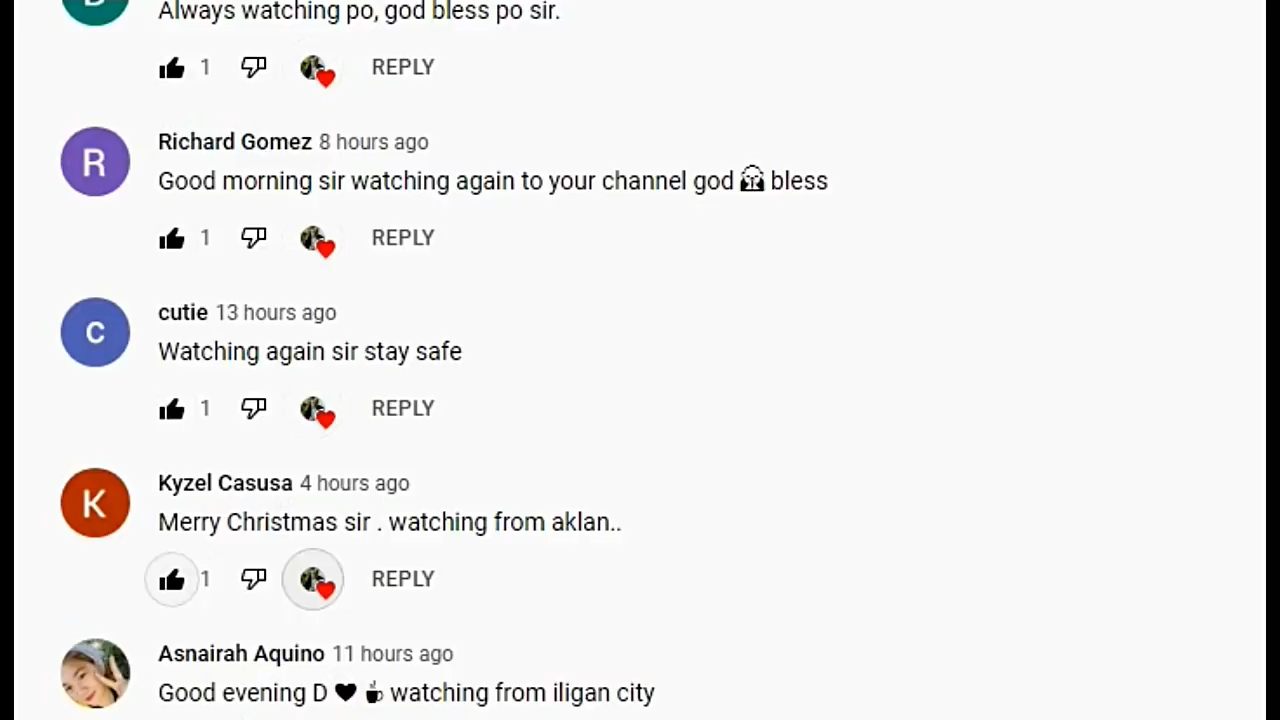 Always watching po, god bless po sir.
1 REPLY
R
Richard Gomez 8 hours ago
Good morning sir watching again to your channel god bless
1 REPLY
C
cutie 13 hours ago
Watching again sir stay safe
1 REPLY
K
Kyzel Casusa 4 hours ago
Merry Christmas sir . watching from aklan..
1 REPLY
Asnairah Aquino 11 hours ago
Good evening D ♥ ☕ watching from iligan city